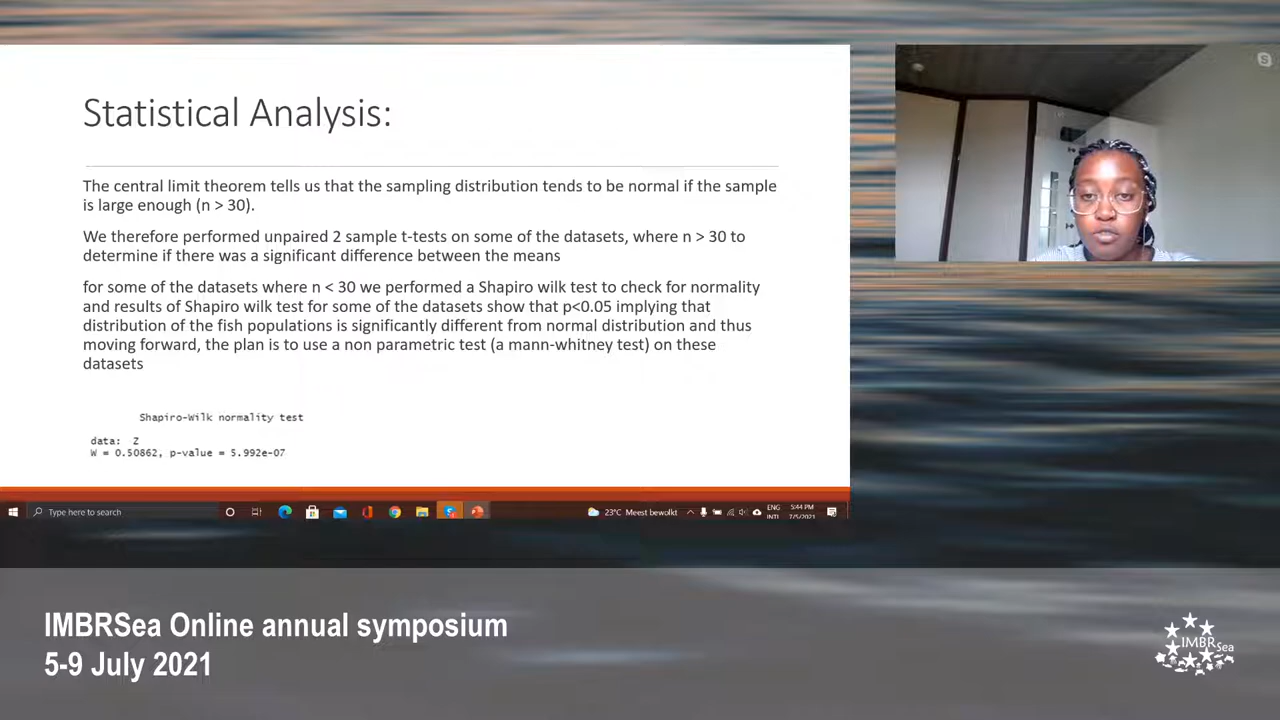 Statistical Analysis:
The central limit theorem tells us that the sampling distribution tends to be normal if the sample
is large enough (n > 30).
We therefore performed unpaired 2 sample t-tests on some of the datasets, where n > 30 to
determine if there was a significant difference between the means
for some of the datasets where n < 30 we performed a Shapiro wilk test to check for normality
and results of Shapiro wilk test for some of the datasets show that p<0.05 implying that
distribution of the fish populations is significantly different from normal distribution and thus
moving forward, the plan is to use a non parametric test (a mann-whitney test) on these
datasets
Shapiro-Wilk normality test
data: Z
W = 0.50862, p-value = 5.992e-07
Type here to search
23°C Meest bewolkt
ENG
INTL
5:44 PM
7/5/2021
IMBRSea Online annual symposium
5-9 July 2021
IMBRSea